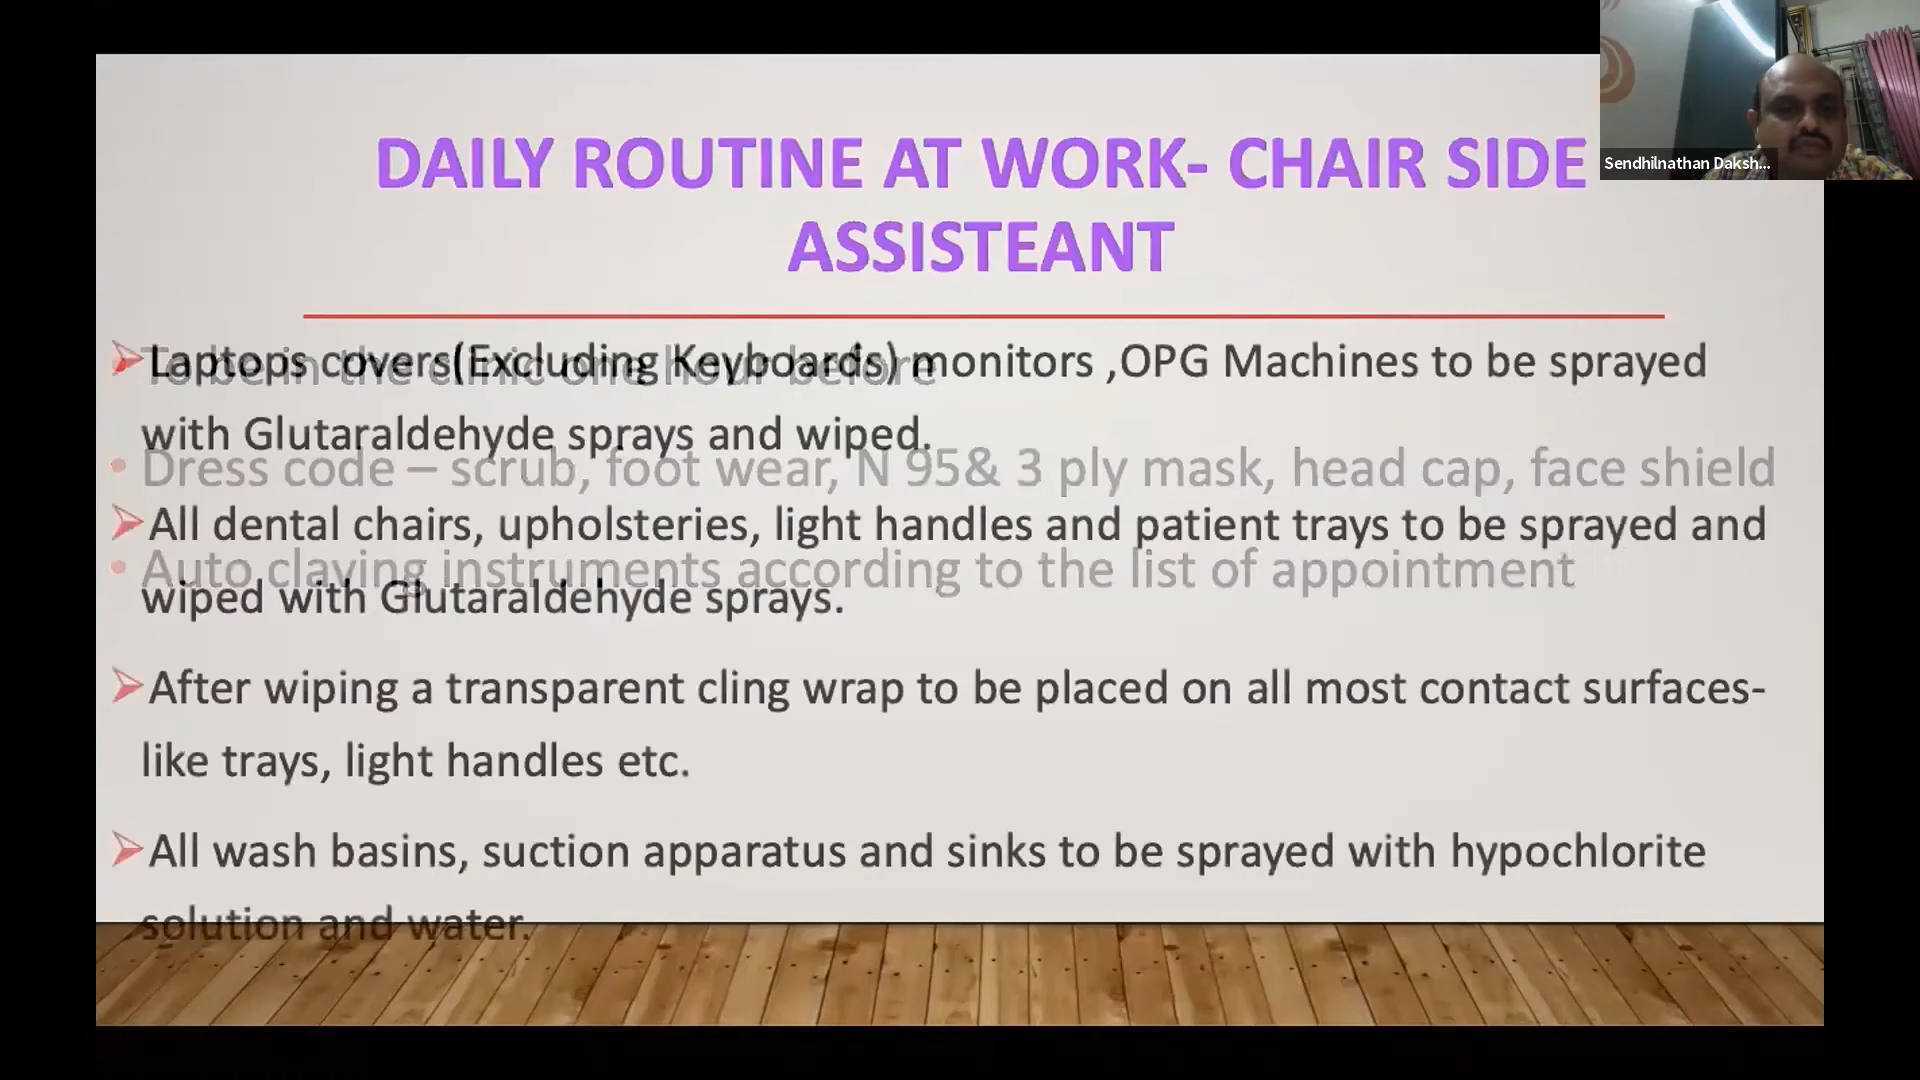 DAILY ROUTINE AT WORK- CHAIR SIDE
ASSISTEANT
Sendhilnathan Daksh...
Laptops covers(Excluding Keyboards) monitors ,OPG Machines to be sprayed
To be in the clinic one hour before
with Glutaraldehyde sprays and wiped.
Dress code – scrub, foot wear, N 95& 3 ply mask, head cap, face shield
All dental chairs, upholsteries, light handles and patient trays to be sprayed and
Auto claving instruments according to the list of appointment
wiped with Glutaraldehyde sprays.
After wiping a transparent cling wrap to be placed on all most contact surfaces-
like trays, light handles etc.
All wash basins, suction apparatus and sinks to be sprayed with hypochlorite
solution and water.